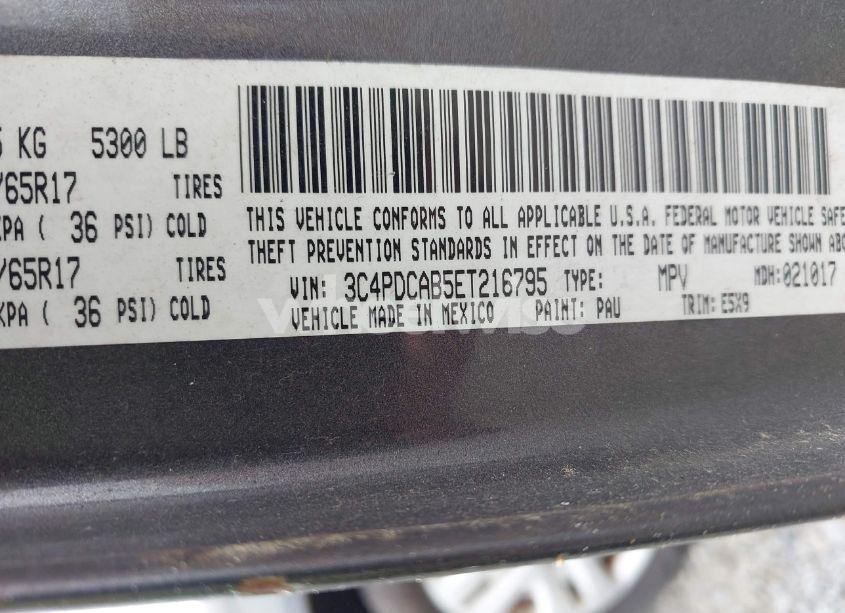 KG 5300 LB
/65R17 TIRES
KPA ( 36 PSI) COLD
/65R17 TIRES
KPA ( 36 PSI) COLD
THIS VEHICLE CONFORMS TO ALL APPLICABLE U.S.A. FEDERAL MOTOR VEHICLE SAFE
THEFT PREVENTION STANDARDS IN EFFECT ON THE DATE OF MANUFACTURE SHOWN ABO
VIN: 3C4PDCAB5ET216795 TYPE: MPV MDH:021017
VEHICLE MADE IN MEXICO PAINT: PAU TRIM: E5X9